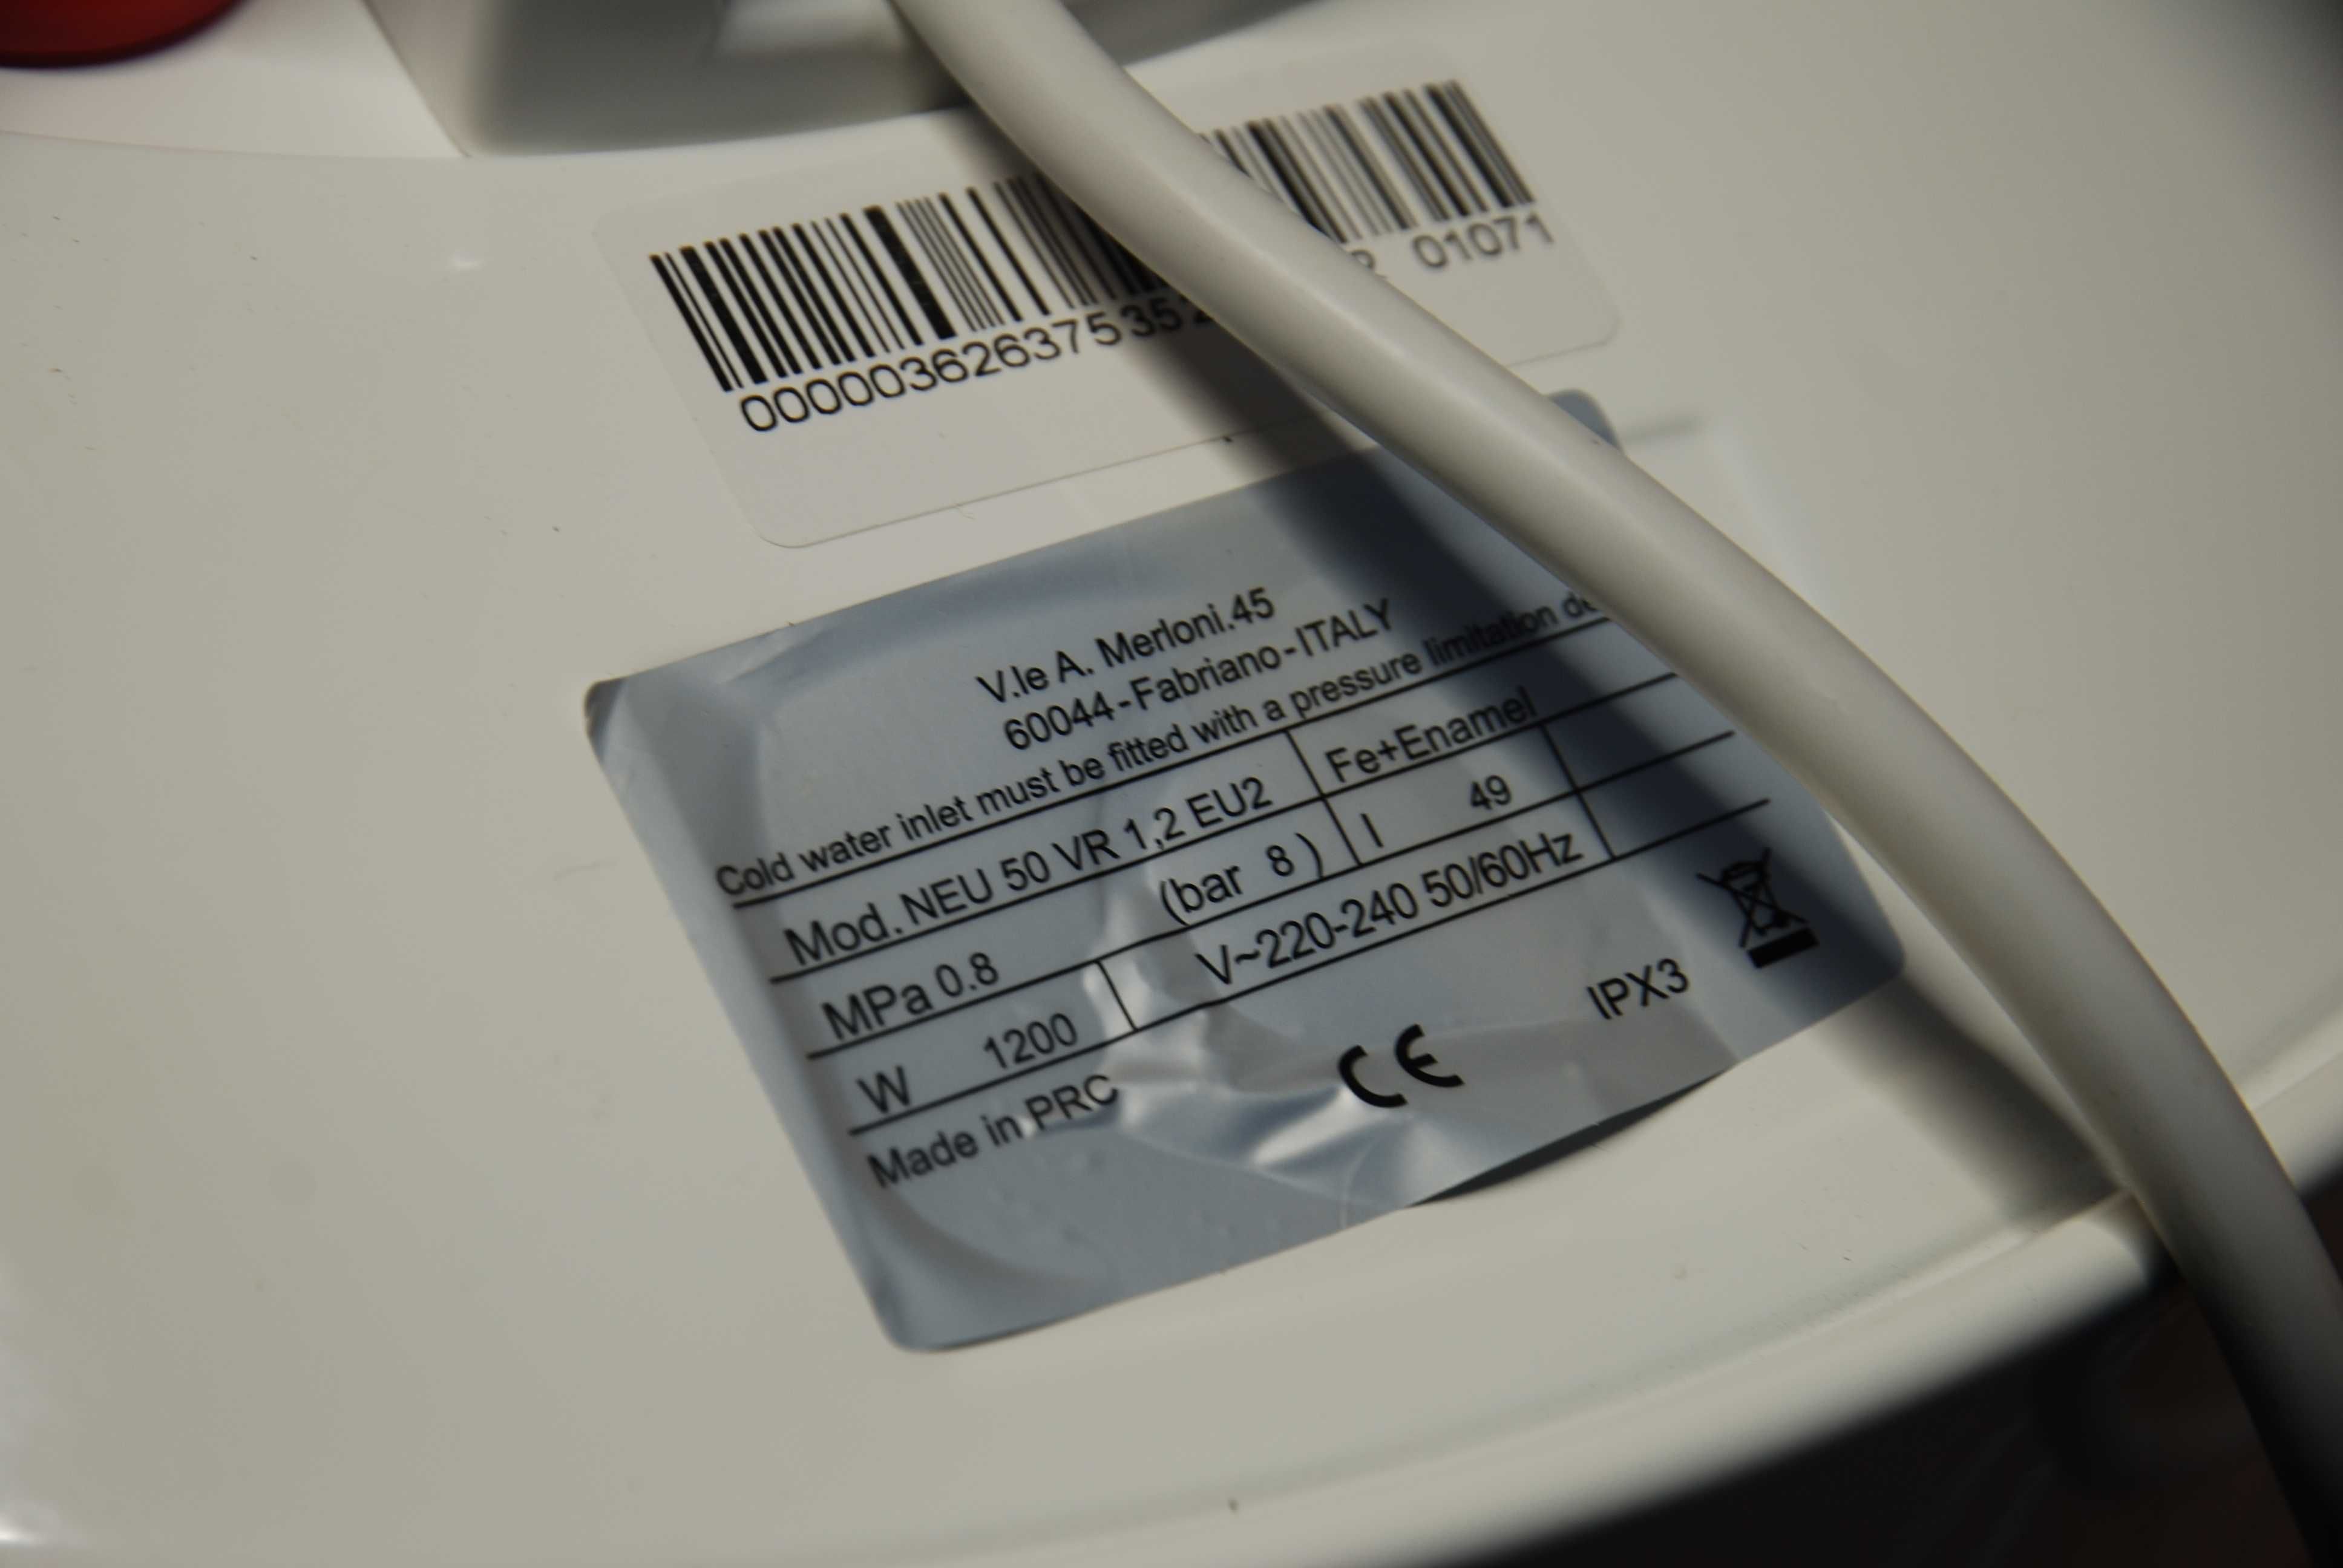 00000362637535
01071
V.le A. Merloni.45
60044-Fabriano-ITALY
Cold water inlet must be fitted with a pressure limitation
Mod. NEU 50 VR 1,2 EU2 Fe+Enamel
MPa 0.8 (bar 8 ) l 49
W 1200 V~220-240 50/60Hz
Made in PRC CE IPX3